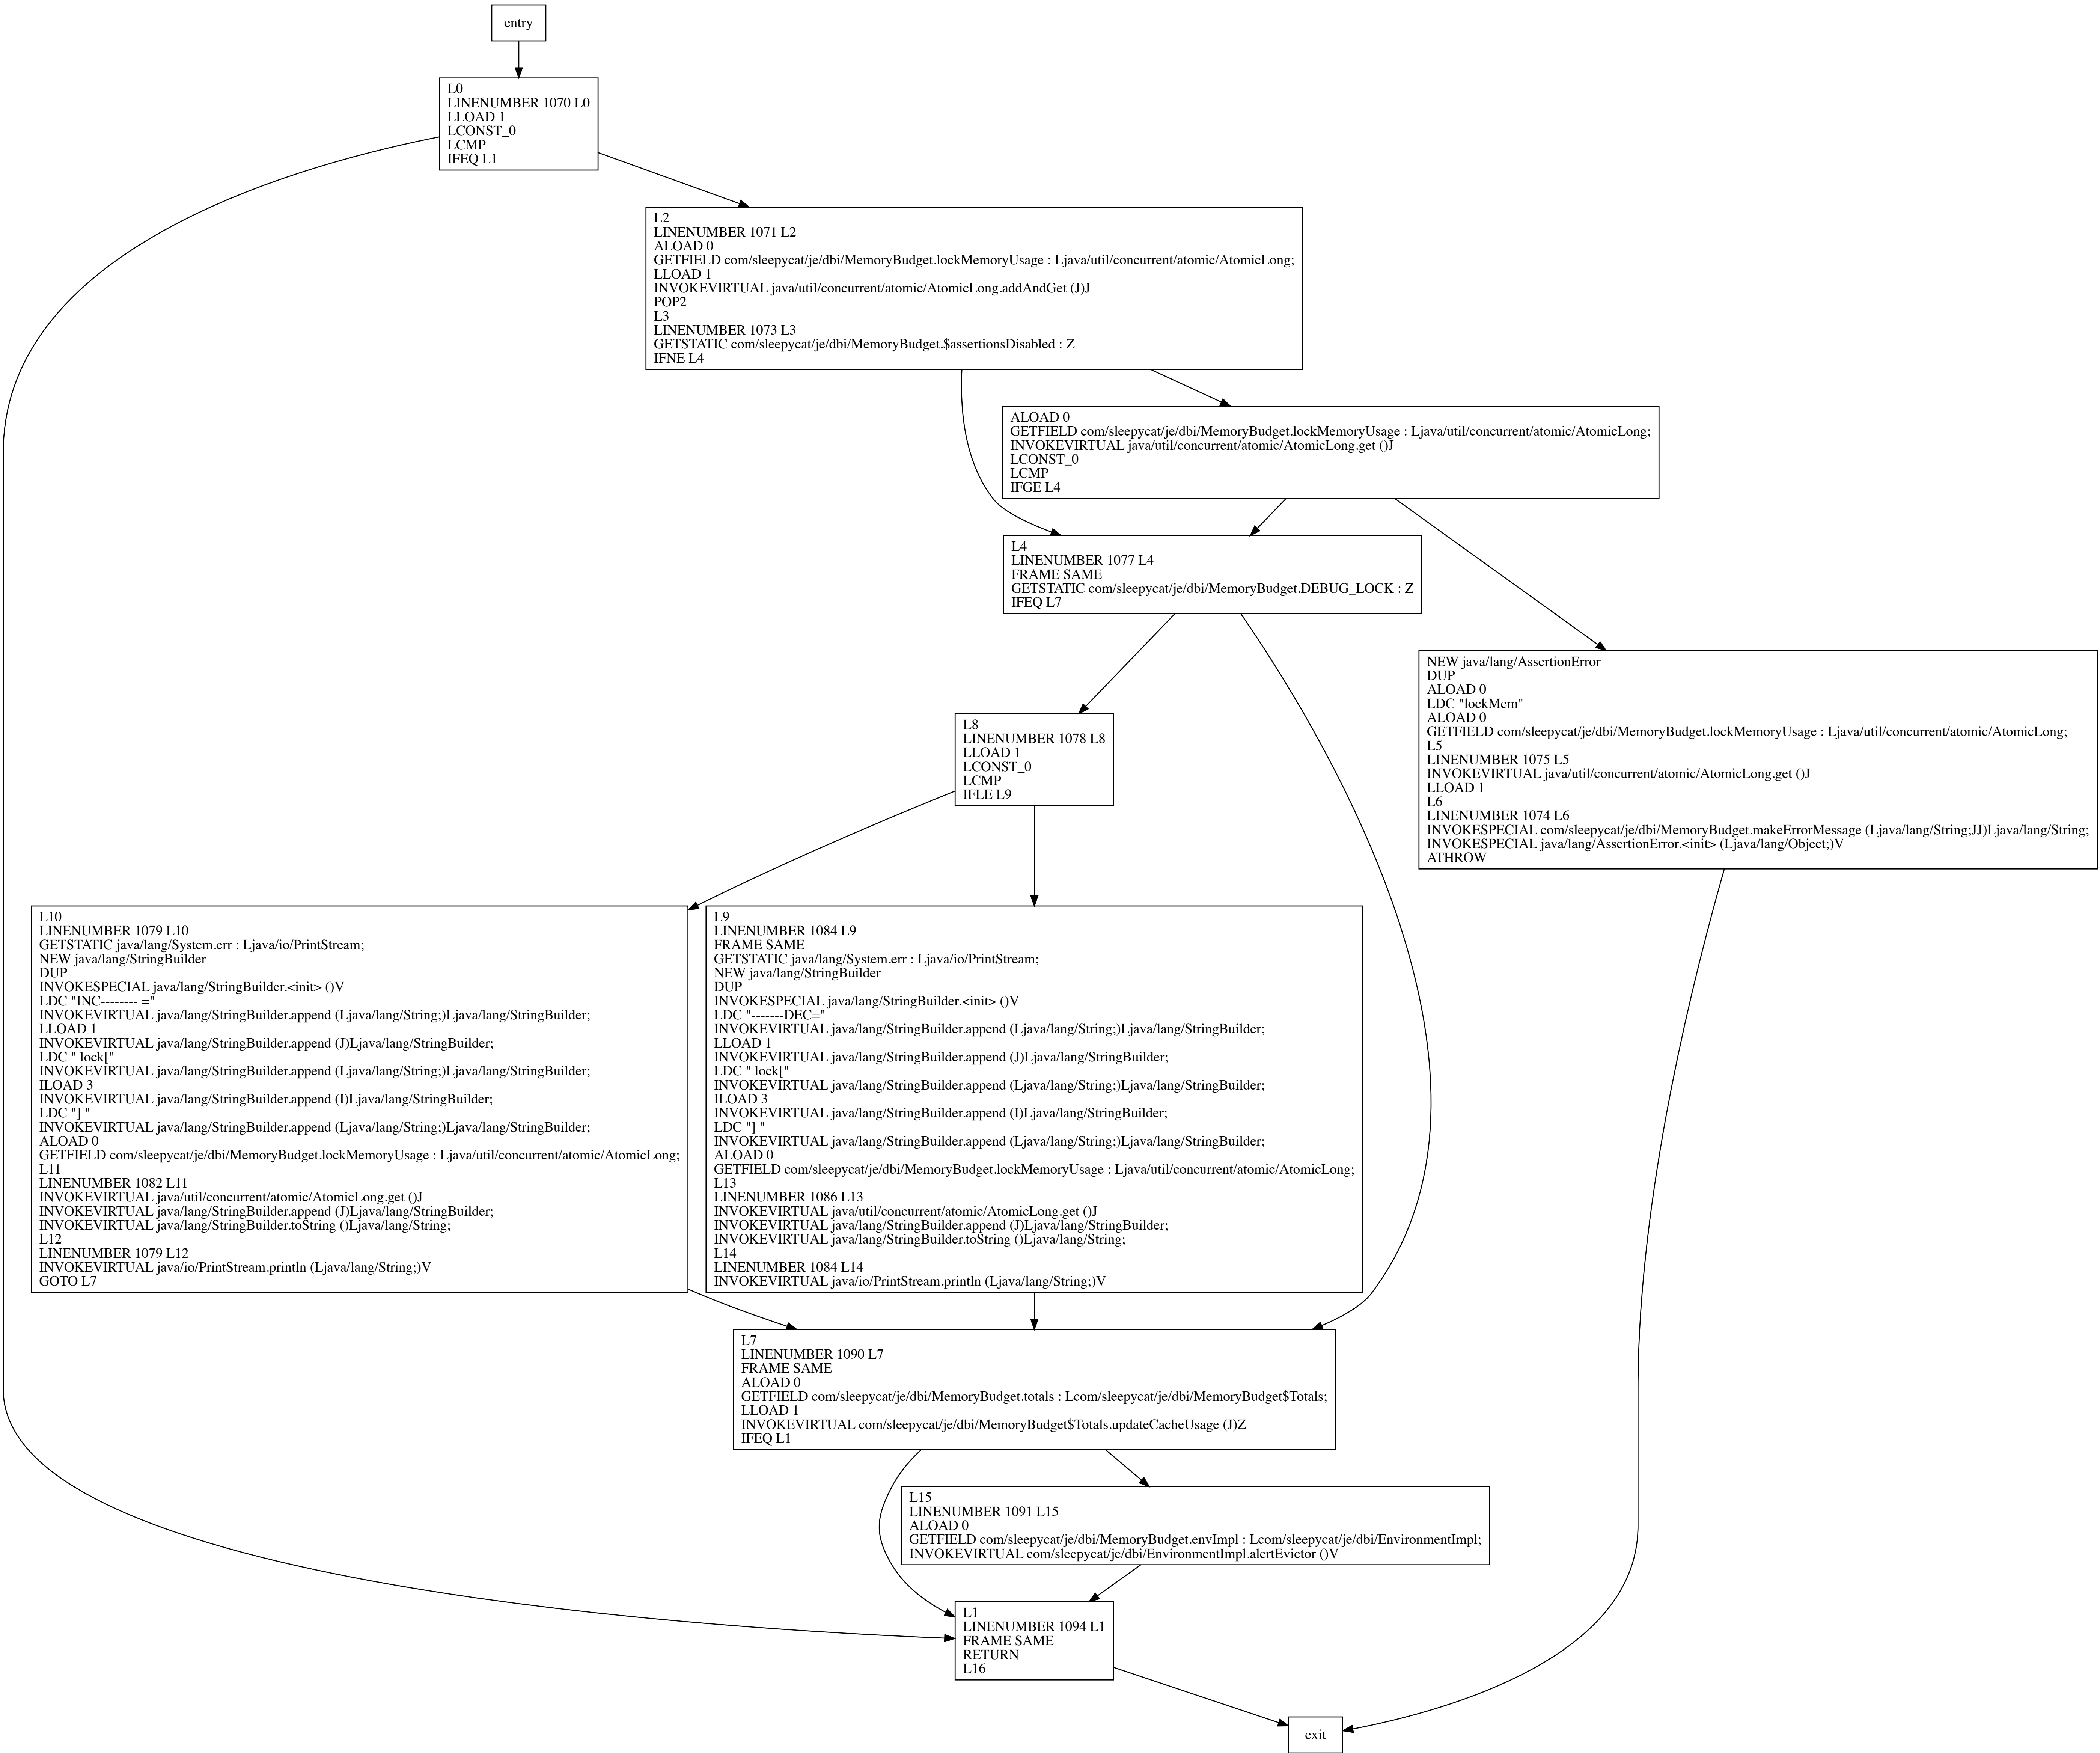 entry
L0
LINENUMBER 1070 L0
LLOAD 1
LCONST_0
LCMP
IFEQ L1
L2
LINENUMBER 1071 L2
ALOAD 0
GETFIELD com/sleepycat/je/dbi/MemoryBudget.lockMemoryUsage : Ljava/util/concurrent/atomic/AtomicLong;
LLOAD 1
INVOKEVIRTUAL java/util/concurrent/atomic/AtomicLong.addAndGet (J)J
POP2
L3
LINENUMBER 1073 L3
GETSTATIC com/sleepycat/je/dbi/MemoryBudget.$assertionsDisabled : Z
IFNE L4
ALOAD 0
GETFIELD com/sleepycat/je/dbi/MemoryBudget.lockMemoryUsage : Ljava/util/concurrent/atomic/AtomicLong;
INVOKEVIRTUAL java/util/concurrent/atomic/AtomicLong.get ()J
LCONST_0
LCMP
IFGE L4
L4
LINENUMBER 1077 L4
FRAME SAME
GETSTATIC com/sleepycat/je/dbi/MemoryBudget.DEBUG_LOCK : Z
IFEQ L7
NEW java/lang/AssertionError
DUP
ALOAD 0
LDC "lockMem"
ALOAD 0
GETFIELD com/sleepycat/je/dbi/MemoryBudget.lockMemoryUsage : Ljava/util/concurrent/atomic/AtomicLong;
L5
LINENUMBER 1075 L5
INVOKEVIRTUAL java/util/concurrent/atomic/AtomicLong.get ()J
LLOAD 1
L6
LINENUMBER 1074 L6
INVOKESPECIAL com/sleepycat/je/dbi/MemoryBudget.makeErrorMessage (Ljava/lang/String;JJ)Ljava/lang/String;
INVOKESPECIAL java/lang/AssertionError.<init> (Ljava/lang/Object;)V
ATHROW
L8
LINENUMBER 1078 L8
LLOAD 1
LCONST_0
LCMP
IFLE L9
L10
LINENUMBER 1079 L10
GETSTATIC java/lang/System.err : Ljava/io/PrintStream;
NEW java/lang/StringBuilder
DUP
INVOKESPECIAL java/lang/StringBuilder.<init> ()V
LDC "INC-------- ="
INVOKEVIRTUAL java/lang/StringBuilder.append (Ljava/lang/String;)Ljava/lang/StringBuilder;
LLOAD 1
INVOKEVIRTUAL java/lang/StringBuilder.append (J)Ljava/lang/StringBuilder;
LDC " lock["
INVOKEVIRTUAL java/lang/StringBuilder.append (Ljava/lang/String;)Ljava/lang/StringBuilder;
ILOAD 3
INVOKEVIRTUAL java/lang/StringBuilder.append (I)Ljava/lang/StringBuilder;
LDC "] "
INVOKEVIRTUAL java/lang/StringBuilder.append (Ljava/lang/String;)Ljava/lang/StringBuilder;
ALOAD 0
GETFIELD com/sleepycat/je/dbi/MemoryBudget.lockMemoryUsage : Ljava/util/concurrent/atomic/AtomicLong;
L11
LINENUMBER 1082 L11
INVOKEVIRTUAL java/util/concurrent/atomic/AtomicLong.get ()J
INVOKEVIRTUAL java/lang/StringBuilder.append (J)Ljava/lang/StringBuilder;
INVOKEVIRTUAL java/lang/StringBuilder.toString ()Ljava/lang/String;
L12
LINENUMBER 1079 L12
INVOKEVIRTUAL java/io/PrintStream.println (Ljava/lang/String;)V
GOTO L7
L9
LINENUMBER 1084 L9
FRAME SAME
GETSTATIC java/lang/System.err : Ljava/io/PrintStream;
NEW java/lang/StringBuilder
DUP
INVOKESPECIAL java/lang/StringBuilder.<init> ()V
LDC "-------DEC="
INVOKEVIRTUAL java/lang/StringBuilder.append (Ljava/lang/String;)Ljava/lang/StringBuilder;
LLOAD 1
INVOKEVIRTUAL java/lang/StringBuilder.append (J)Ljava/lang/StringBuilder;
LDC " lock["
INVOKEVIRTUAL java/lang/StringBuilder.append (Ljava/lang/String;)Ljava/lang/StringBuilder;
ILOAD 3
INVOKEVIRTUAL java/lang/StringBuilder.append (I)Ljava/lang/StringBuilder;
LDC "] "
INVOKEVIRTUAL java/lang/StringBuilder.append (Ljava/lang/String;)Ljava/lang/StringBuilder;
ALOAD 0
GETFIELD com/sleepycat/je/dbi/MemoryBudget.lockMemoryUsage : Ljava/util/concurrent/atomic/AtomicLong;
L13
LINENUMBER 1086 L13
INVOKEVIRTUAL java/util/concurrent/atomic/AtomicLong.get ()J
INVOKEVIRTUAL java/lang/StringBuilder.append (J)Ljava/lang/StringBuilder;
INVOKEVIRTUAL java/lang/StringBuilder.toString ()Ljava/lang/String;
L14
LINENUMBER 1084 L14
INVOKEVIRTUAL java/io/PrintStream.println (Ljava/lang/String;)V
L7
LINENUMBER 1090 L7
FRAME SAME
ALOAD 0
GETFIELD com/sleepycat/je/dbi/MemoryBudget.totals : Lcom/sleepycat/je/dbi/MemoryBudget$Totals;
LLOAD 1
INVOKEVIRTUAL com/sleepycat/je/dbi/MemoryBudget$Totals.updateCacheUsage (J)Z
IFEQ L1
L15
LINENUMBER 1091 L15
ALOAD 0
GETFIELD com/sleepycat/je/dbi/MemoryBudget.envImpl : Lcom/sleepycat/je/dbi/EnvironmentImpl;
INVOKEVIRTUAL com/sleepycat/je/dbi/EnvironmentImpl.alertEvictor ()V
L1
LINENUMBER 1094 L1
FRAME SAME
RETURN
L16
exit